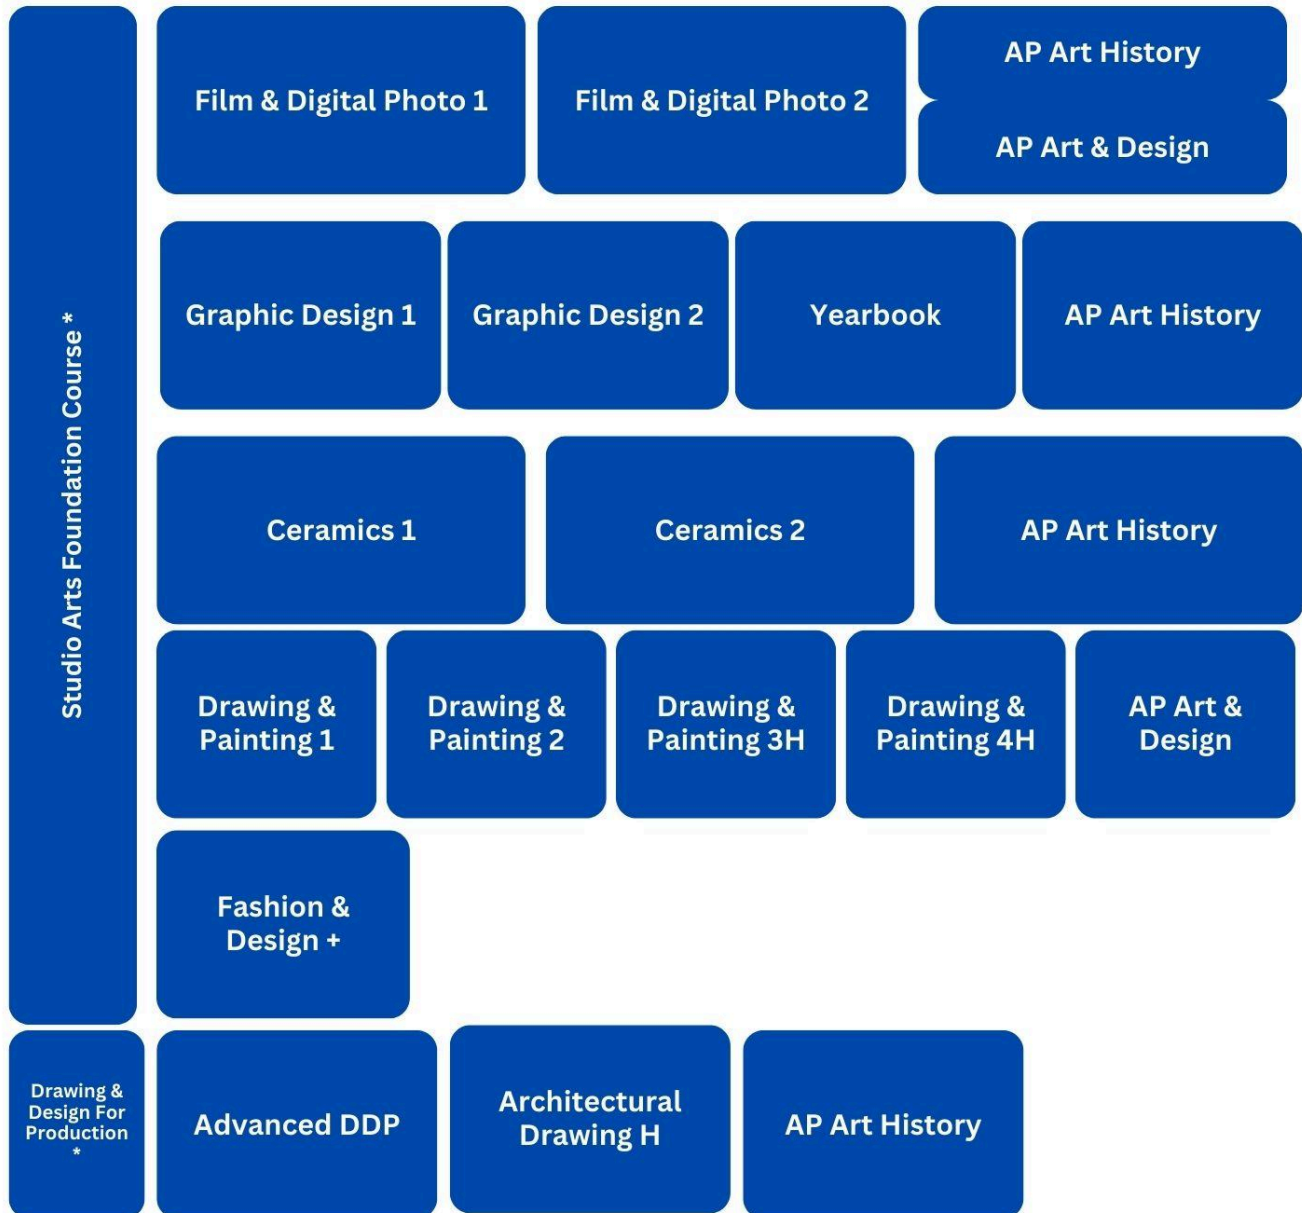 Studio Arts Foundation Course *
Film & Digital Photo 1
Film & Digital Photo 2
AP Art History
AP Art & Design
Graphic Design 1
Graphic Design 2
Yearbook
AP Art History
Ceramics 1
Ceramics 2
AP Art History
Drawing &
Painting 1
Drawing &
Painting 2
Drawing &
Painting 3H
Drawing &
Painting 4H
AP Art &
Design
Fashion &
Design +
Drawing &
Design For
Production
*
Advanced DDP
Architectural
Drawing H
AP Art History